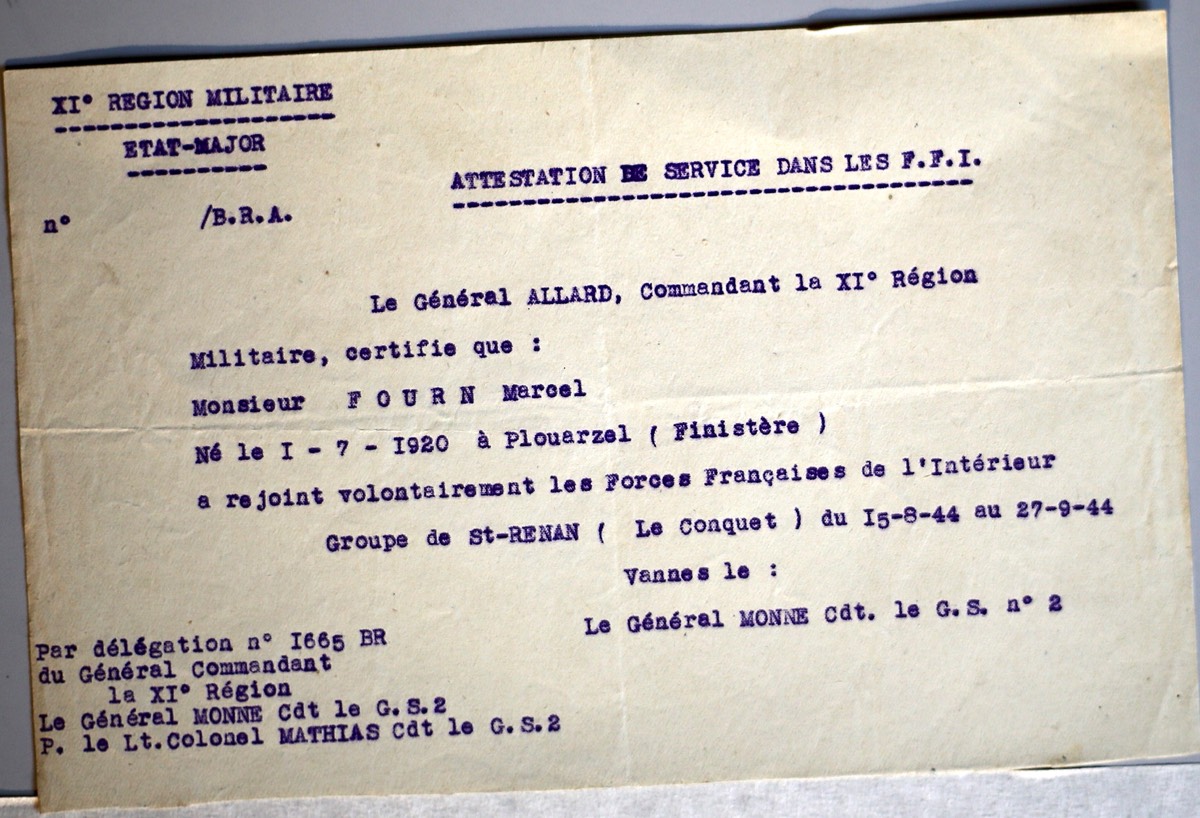 XI° REGION MILITAIRE
ETAT-MAJOR
ATTESTATION DE SERVICE DANS LES F.F.I.
n° /B.R.A.
Le Général ALLARD, Commandant la XI° Région
Militaire, certifie que :
Monsieur F O U R N Marcel
Né le I - 7 - I920 à Plouarzel ( Finistère )
a rejoint volontairement les Forces Françaises de l'Intérieur
Groupe de St-RENAN ( Le Conquet ) du I5-8-44 au 27-9-44
Vannes le :
Le Général MONNE Cdt. le G.S. n° 2
Par délégation n° I665 BR
du Général Commandant
la XI° Région
Le Général MONNE Cdt le G.S.2
P. le Lt.Colonel MATHIAS Cdt le G.S.2